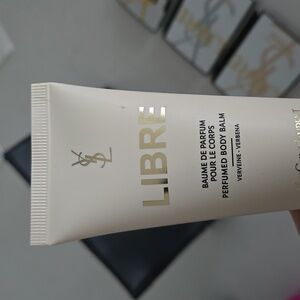 YSL
LIBRE
BAUME DE PARFUM
POUR LE CORPS
PERFUMED BODY BALM
VERVEINE - VERBENA